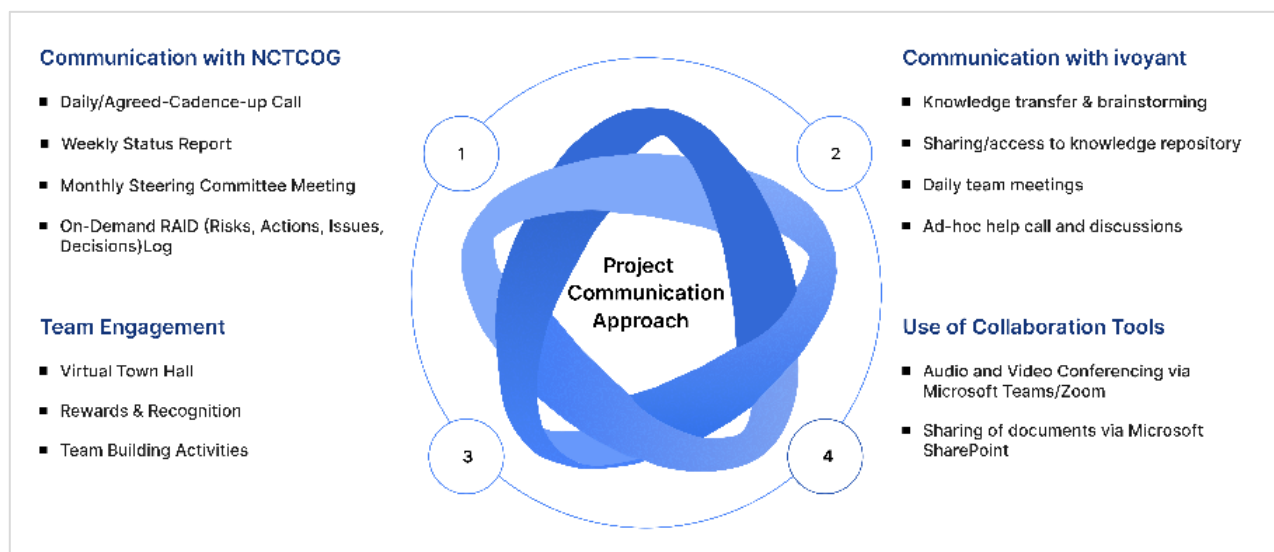 Communication with NCTCOG
■ Daily/Agreed-Cadence-up Call
■ Weekly Status Report
■ Monthly Steering Committee Meeting
■ On-Demand RAID (Risks, Actions, Issues,
Decisions)Log
1
2
Communication with ivoyant
■ Knowledge transfer & brainstorming
■ Sharing/access to knowledge repository
■ Daily team meetings
■ Ad-hoc help call and discussions
Project
Communication
Approach
Team Engagement
■ Virtual Town Hall
■ Rewards & Recognition
■ Team Building Activities
3
4
Use of Collaboration Tools
■ Audio and Video Conferencing via
Microsoft Teams/Zoom
■ Sharing of documents via Microsoft
SharePoint